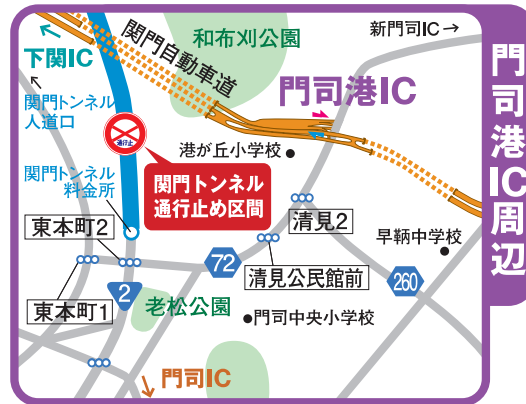 下関IC
関門自動車道
和布刈公園
新門司IC→
門司港IC周辺
関門トンネル
人道口
門司港IC
通行止
港が丘小学校
関門トンネル
料金所
関門トンネル
通行止め区間
東本町2
清見2
早鞆中学校
72
清見公民館前
260
東本町1
2
老松公園
門司中央小学校
門司IC